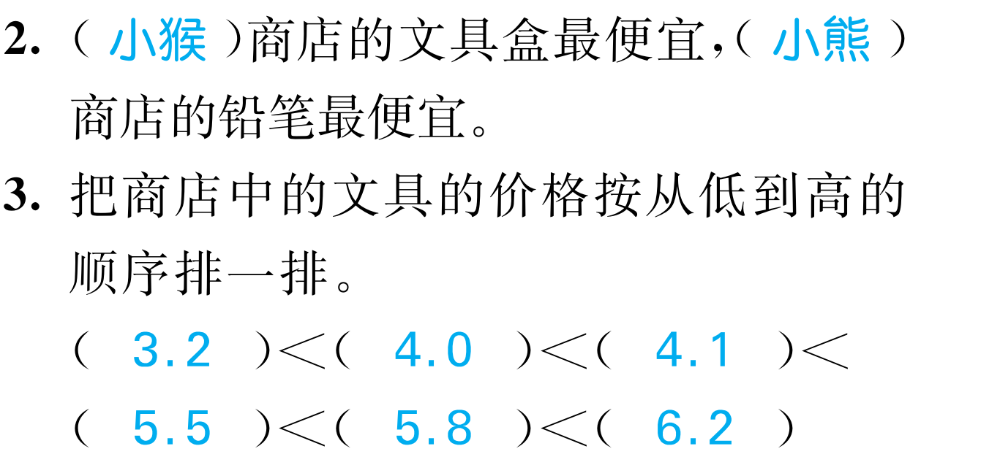 2. （ 小猴 ）商店的文具盒最便宜,（ 小熊 ）
商店的铅笔最便宜。
3. 把商店中的文具的价格按从低到高的
顺序排一排。
（ 3.2 ）<（ 4.0 ）<（ 4.1 ）<
（ 5.5 ）<（ 5.8 ）<（ 6.2 ）